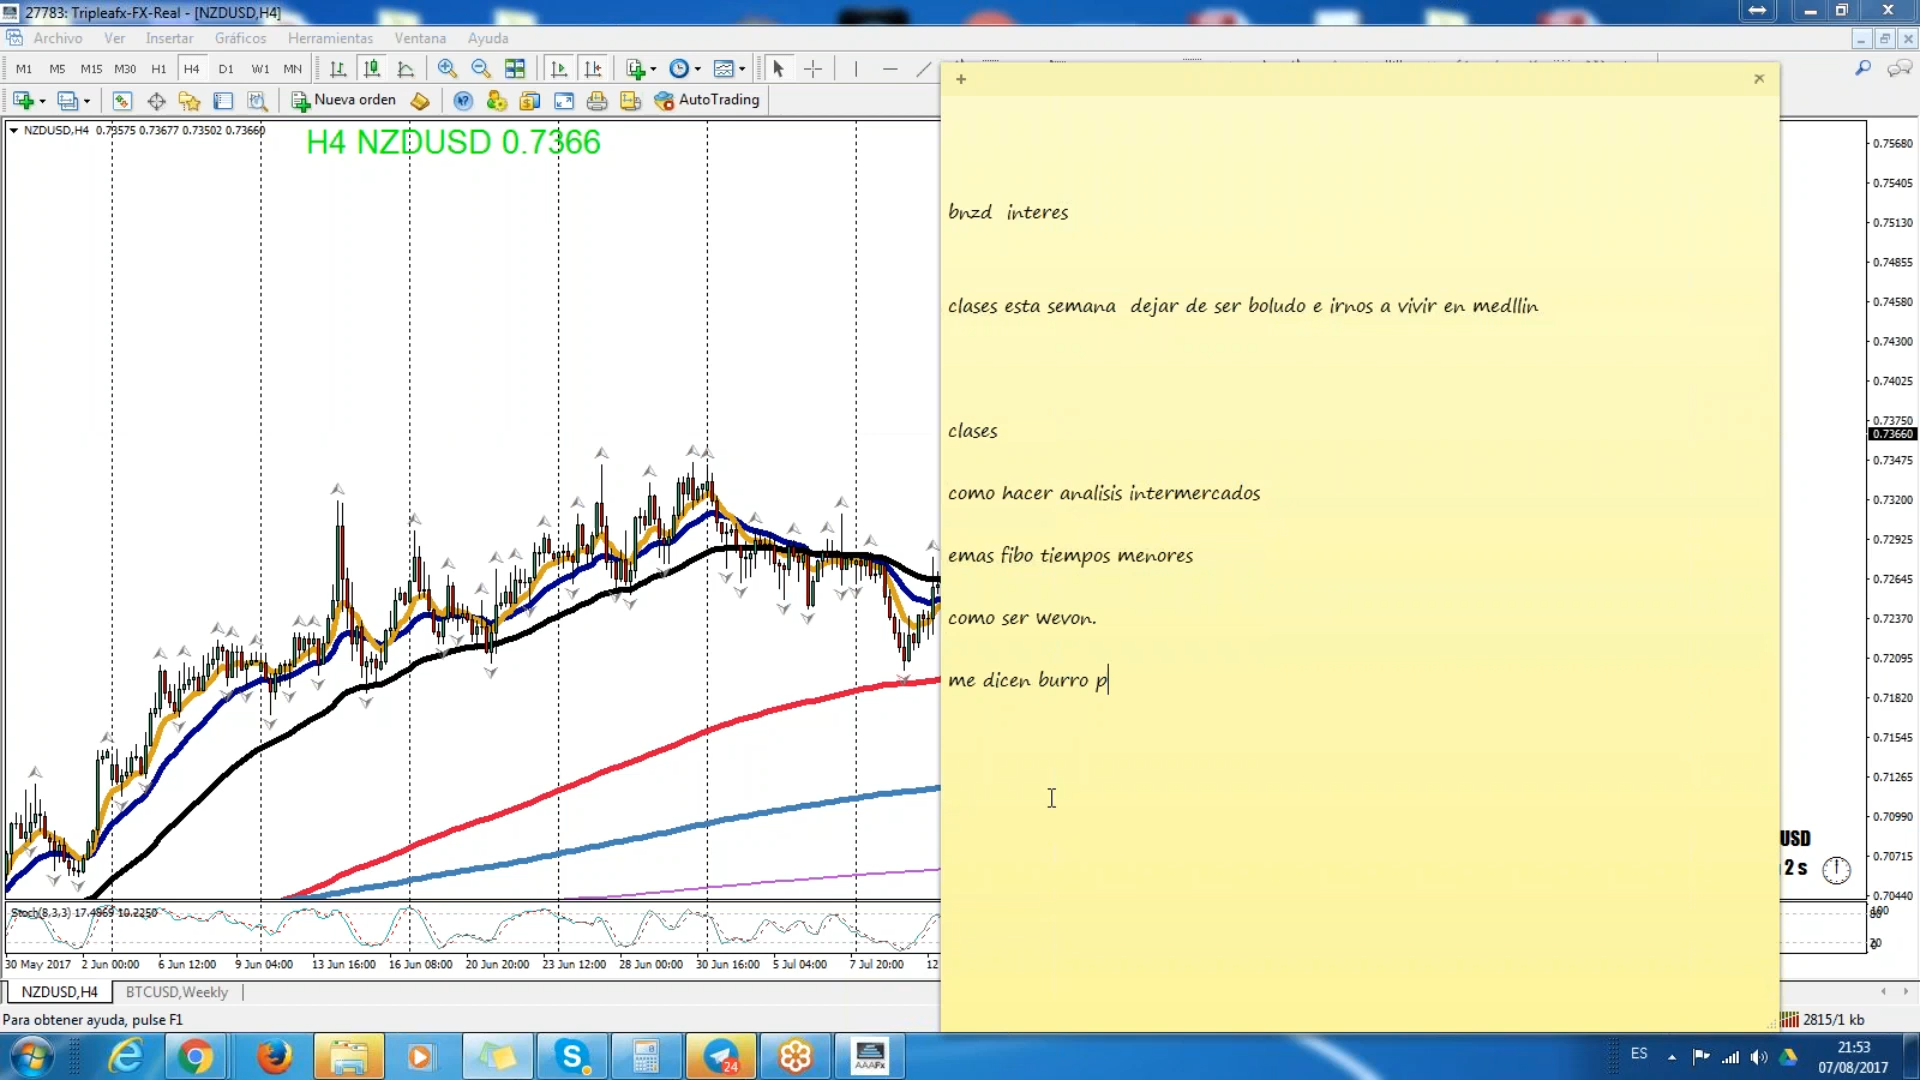 27783: Tripleafx-FX-Real - [NZDUSD,H4]
Archivo Ver Insertar Gráficos Herramientas Ventana Ayuda
M1 M5 M15 M30 H1 H4 D1 W1 MN
Nueva orden AutoTrading
NZDUSD,H4 0.73575 0.73677 0.73502 0.73660
H4 NZDUSD 0.7366
bnzd interes
clases esta semana dejar de ser boludo e irnos a vivir en medllin
clases
como hacer analisis intermercados
emas fibo tiempos menores
como ser wevon.
me dicen burro p
0.75680
0.75405
0.75130
0.74855
0.74580
0.74300
0.74025
0.73750
0.73660
0.73475
0.73200
0.72925
0.72645
0.72370
0.72095
0.71820
0.71545
0.71265
0.70990
0.70715
0.70440
USD
2 s
Stoch(8,3,3) 17.4869 10.2250
100
80
20
0
30 May 2017 2 Jun 00:00 6 Jun 12:00 9 Jun 04:00 13 Jun 16:00 16 Jun 08:00 20 Jun 20:00 23 Jun 12:00 28 Jun 00:00 30 Jun 16:00 5 Jul 04:00 7 Jul 20:00 12
NZDUSD,H4 BTCUSD,Weekly
Para obtener ayuda, pulse F1
2815/1 kb
24
AAAFx
ES
21:53
07/08/2017